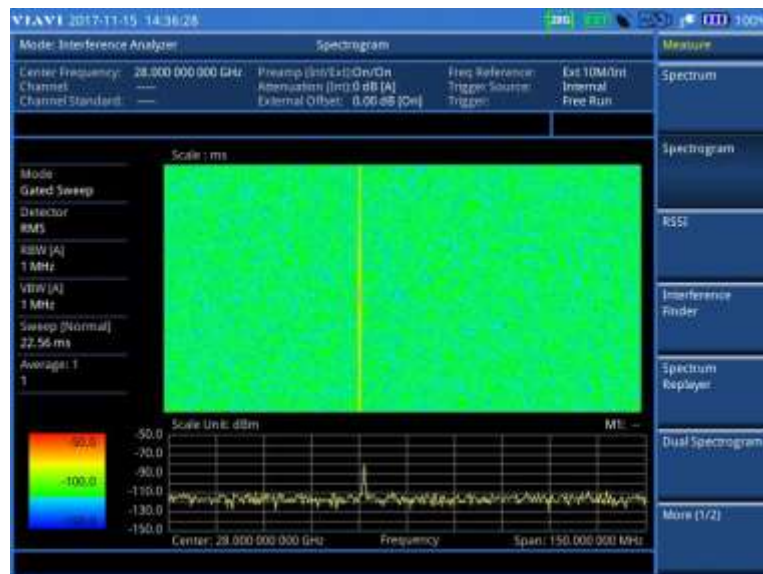 VIAVI 2017-11-15 14:36:28
100%
Mode: Interference Analyzer
Spectrogram
Measure
Center Frequency: 28.000 000 000 GHz
Channel: ----
Channel Standard: ----
Preamp (Int/Ext): On/On
Attenuation (Int): 0 dB [A]
External Offset: 0.00 dB [On]
Freq Reference: Ext 10M/Int
Trigger Source: Internal
Trigger: Free Run
Spectrum
Spectrogram
RSSI
Interference Finder
Spectrum Replayer
Dual Spectrogram
More (1/2)
Scale : ms
Mode
Gated Sweep
Detector
RMS
RBW [A]
1 MHz
VBW [A]
1 MHz
Sweep [Normal]
22.56 ms
Average: 1
1
Scale Unit: dBm
M1: --
-50.0
-100.0
-50.0
-70.0
-90.0
-110.0
-130.0
-150.0
Center: 28.000 000 000 GHz
Frequency
Span: 150.000 000 MHz